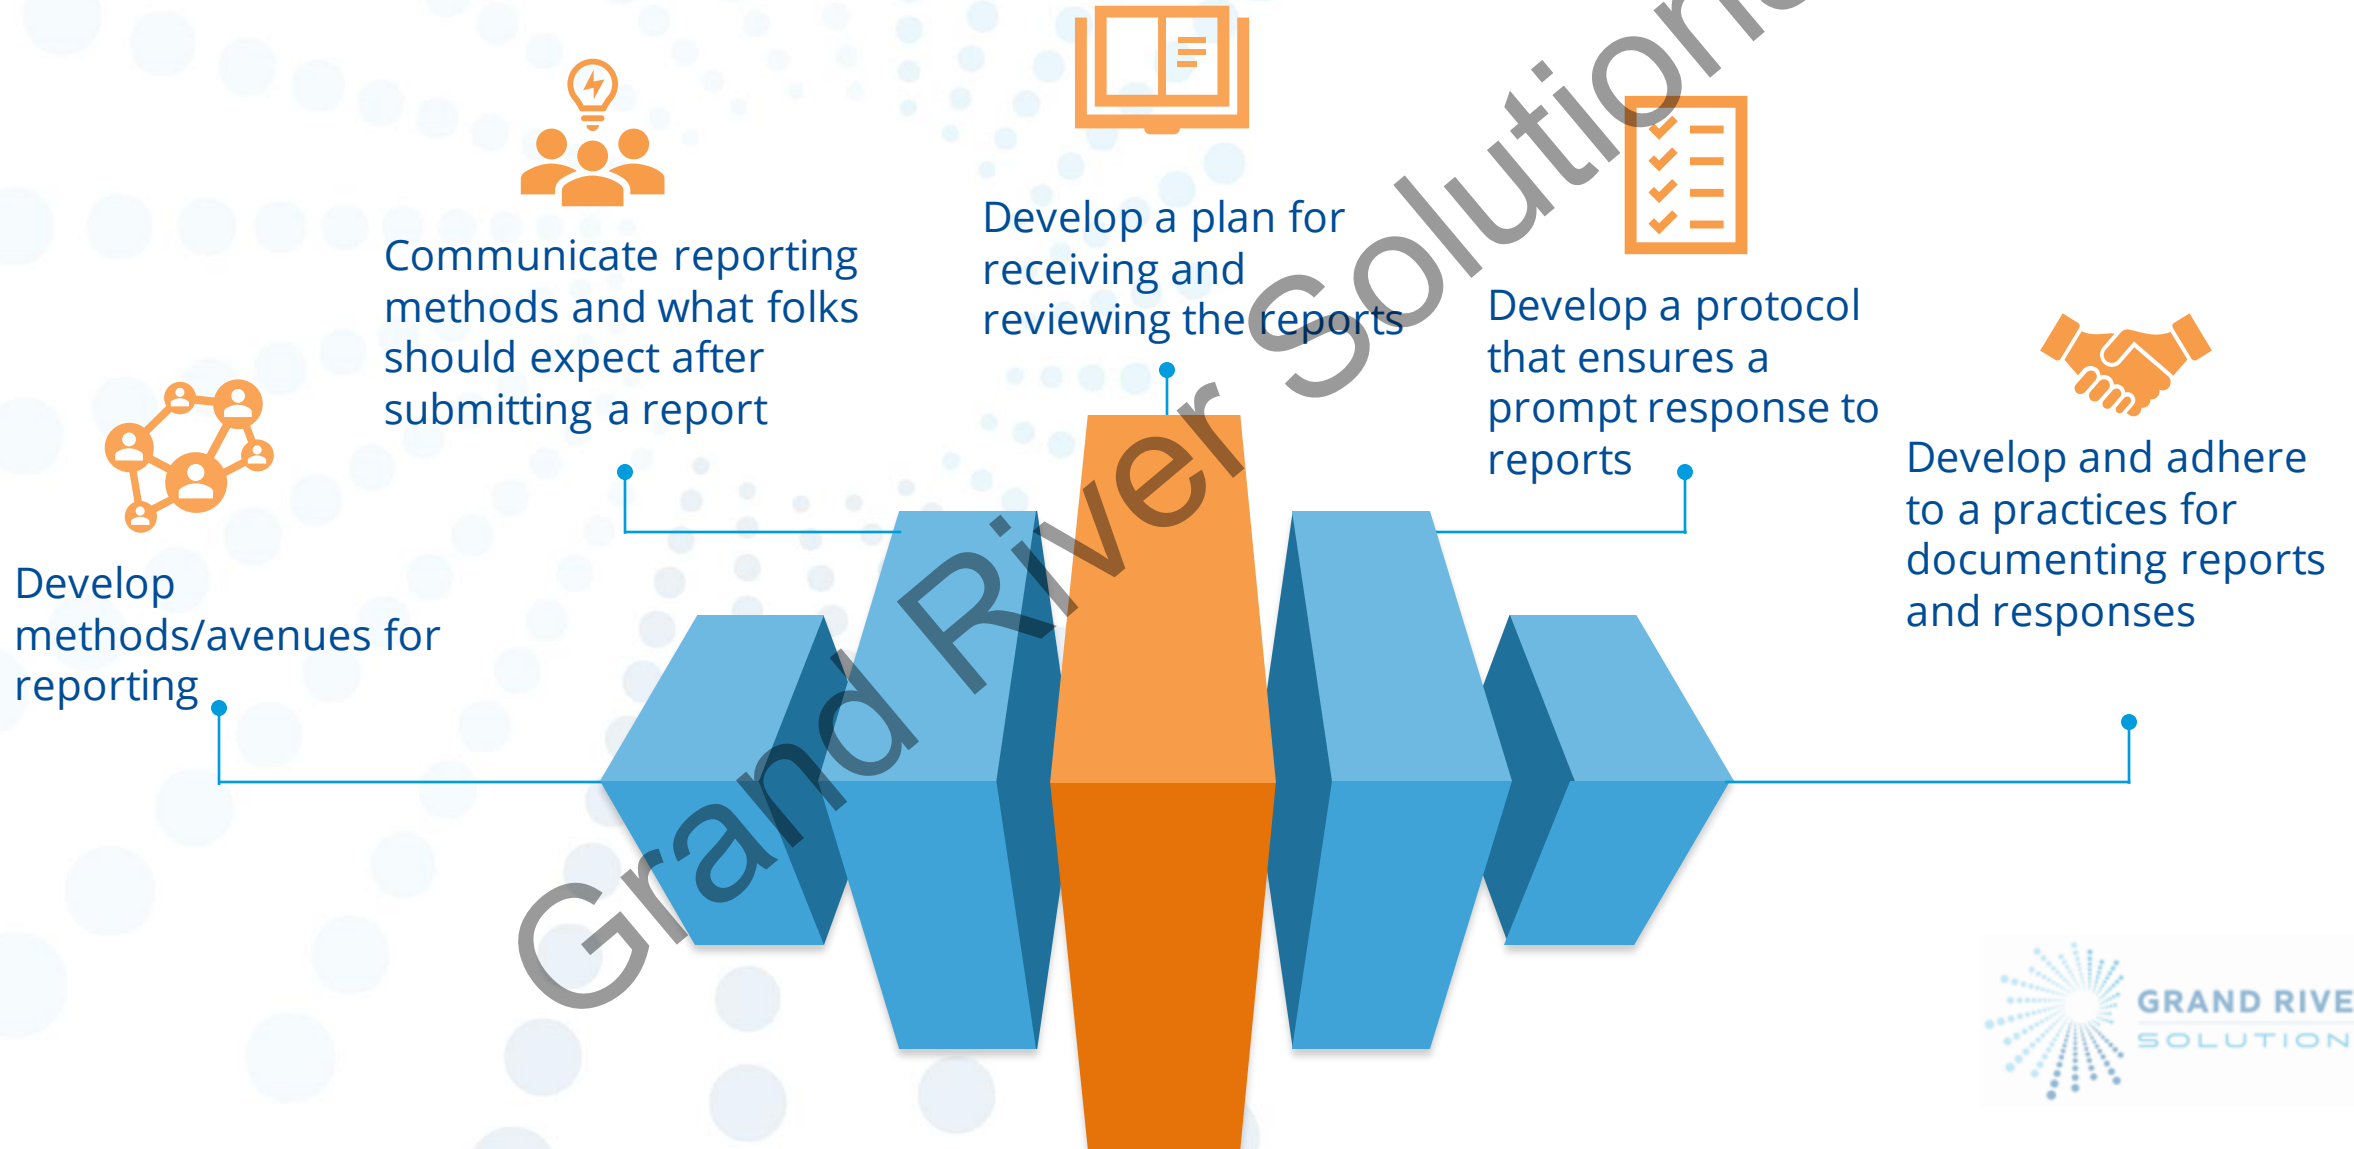 Develop
methods/avenues for
reporting
Communicate reporting
methods and what folks
should expect after
submitting a report
Develop a plan for
receiving and
reviewing the reports
Develop a protocol
that ensures a
prompt response to
reports
Develop and adhere
to a practices for
documenting reports
and responses
Grand River Solution
GRAND RIVE
SOLUTION